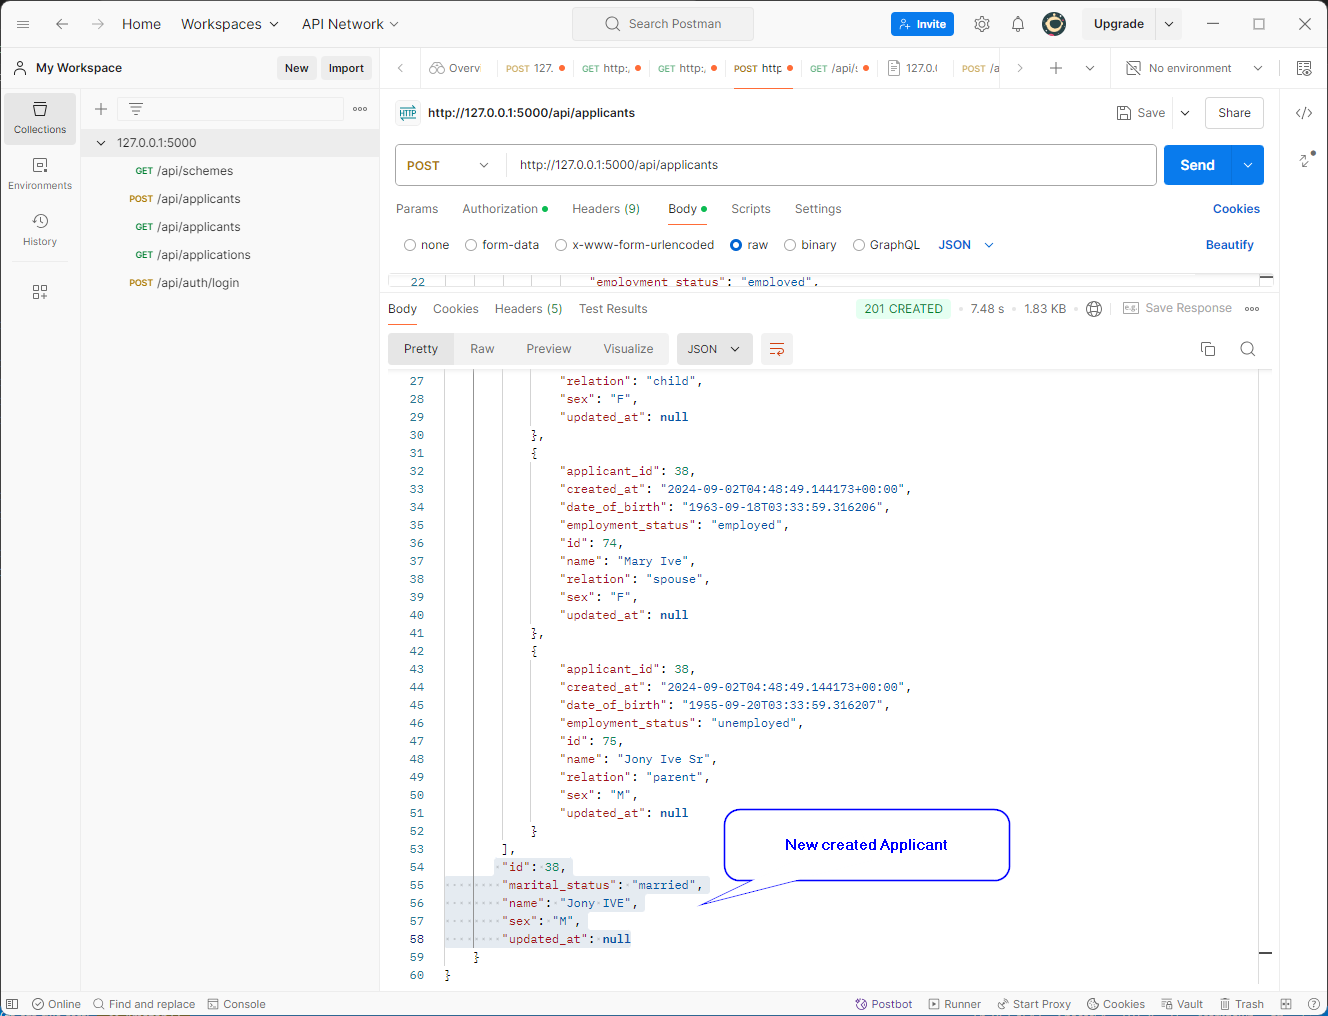 Home Workspaces API Network Search Postman Invite Upgrade
My Workspace New Import Overvi POST 127. GET http:, GET http:, POST http GET /api/s 127.0.( POST /a No environment
HTTP http://127.0.0.1:5000/api/applicants Save Share
Collections
Environments
History
127.0.0.1:5000
GET /api/schemes
POST /api/applicants
GET /api/applicants
GET /api/applications
POST /api/auth/login
POST http://127.0.0.1:5000/api/applicants Send
Params Authorization Headers (9) Body Scripts Settings Cookies
none form-data x-www-form-urlencoded raw binary GraphQL JSON Beautify
22 "employment_status": "employed",
Body Cookies Headers (5) Test Results 201 CREATED 7.48 s 1.83 KB Save Response
Pretty Raw Preview Visualize JSON
27 "relation": "child",
28 "sex": "F",
29 "updated_at": null
30 },
31 {
32 "applicant_id": 38,
33 "created_at": "2024-09-02T04:48:49.144173+00:00",
34 "date_of_birth": "1963-09-18T03:33:59.316206",
35 "employment_status": "employed",
36 "id": 74,
37 "name": "Mary Ive",
38 "relation": "spouse",
39 "sex": "F",
40 "updated_at": null
41 },
42 {
43 "applicant_id": 38,
44 "created_at": "2024-09-02T04:48:49.144173+00:00",
45 "date_of_birth": "1955-09-20T03:33:59.316207",
46 "employment_status": "unemployed",
47 "id": 75,
48 "name": "Jony Ive Sr",
49 "relation": "parent",
50 "sex": "M",
51 "updated_at": null
52 }
53 ],
54 "id": 38,
55 "marital_status": "married",
56 "name": "Jony IVE",
57 "sex": "M",
58 "updated_at": null
59 }
60 }
New created Applicant
Online Find and replace Console Postbot Runner Start Proxy Cookies Vault Trash